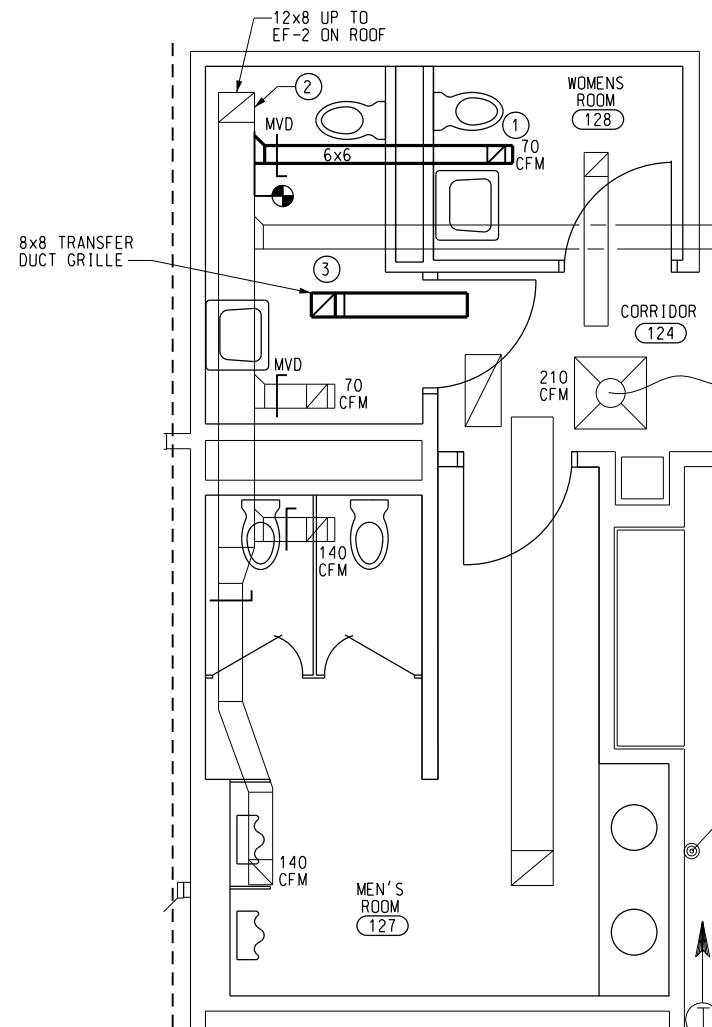 12x8 UP TO
EF-2 ON ROOF
2
MVD
6x6
1
70
CFM
WOMENS
ROOM
128
8x8 TRANSFER
DUCT GRILLE
3
CORRIDOR
124
MVD
70
CFM
210
CFM
140
CFM
140
CFM
MEN'S
ROOM
127
T